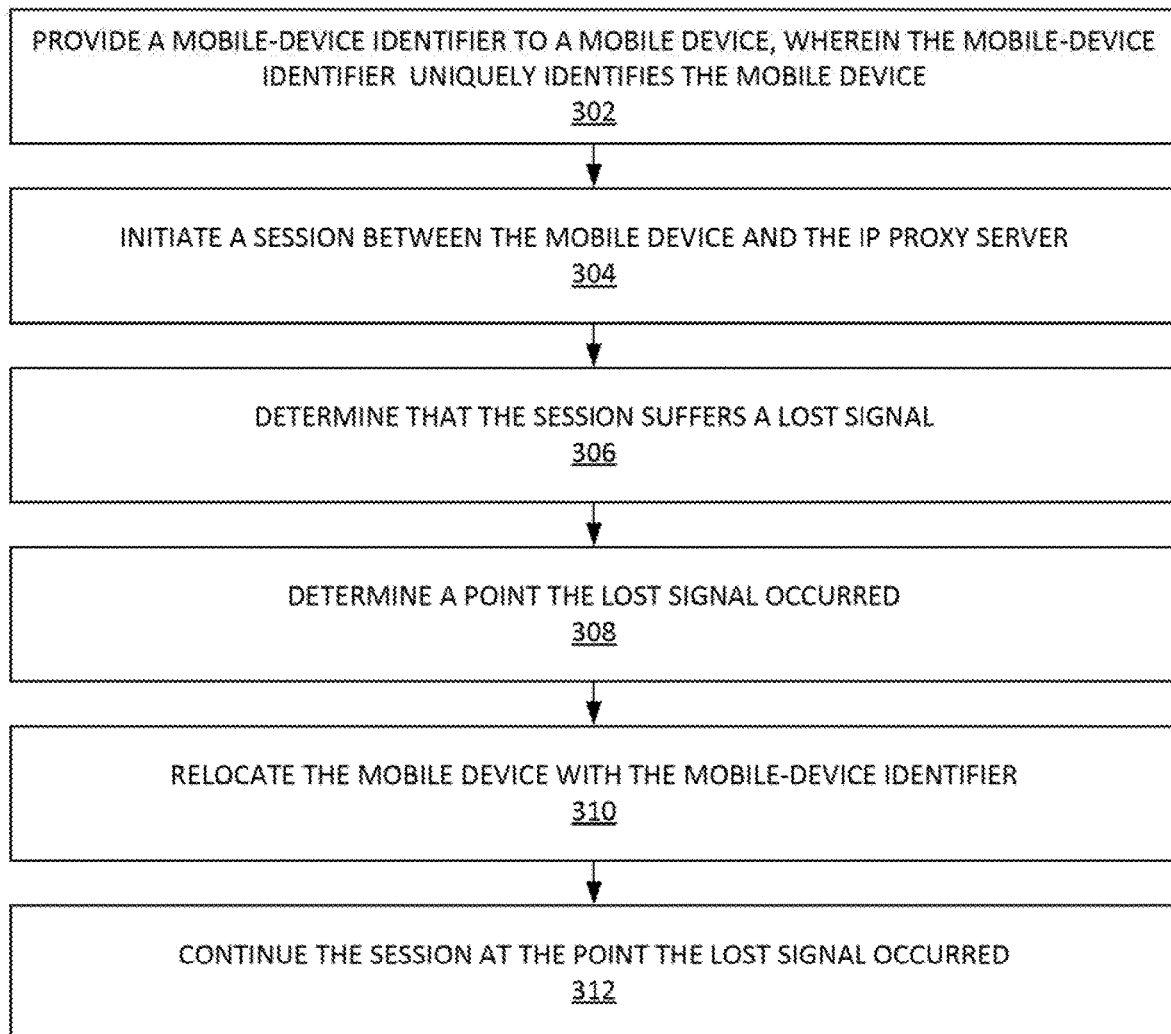 PROVIDE A MOBILE-DEVICE IDENTIFIER TO A MOBILE DEVICE, WHEREIN THE MOBILE-DEVICE
IDENTIFIER UNIQUELY IDENTIFIES THE MOBILE DEVICE
302
INITIATE A SESSION BETWEEN THE MOBILE DEVICE AND THE IP PROXY SERVER
304
DETERMINE THAT THE SESSION SUFFERS A LOST SIGNAL
306
DETERMINE A POINT THE LOST SIGNAL OCCURRED
308
RELOCATE THE MOBILE DEVICE WITH THE MOBILE-DEVICE IDENTIFIER
310
CONTINUE THE SESSION AT THE POINT THE LOST SIGNAL OCCURRED
312